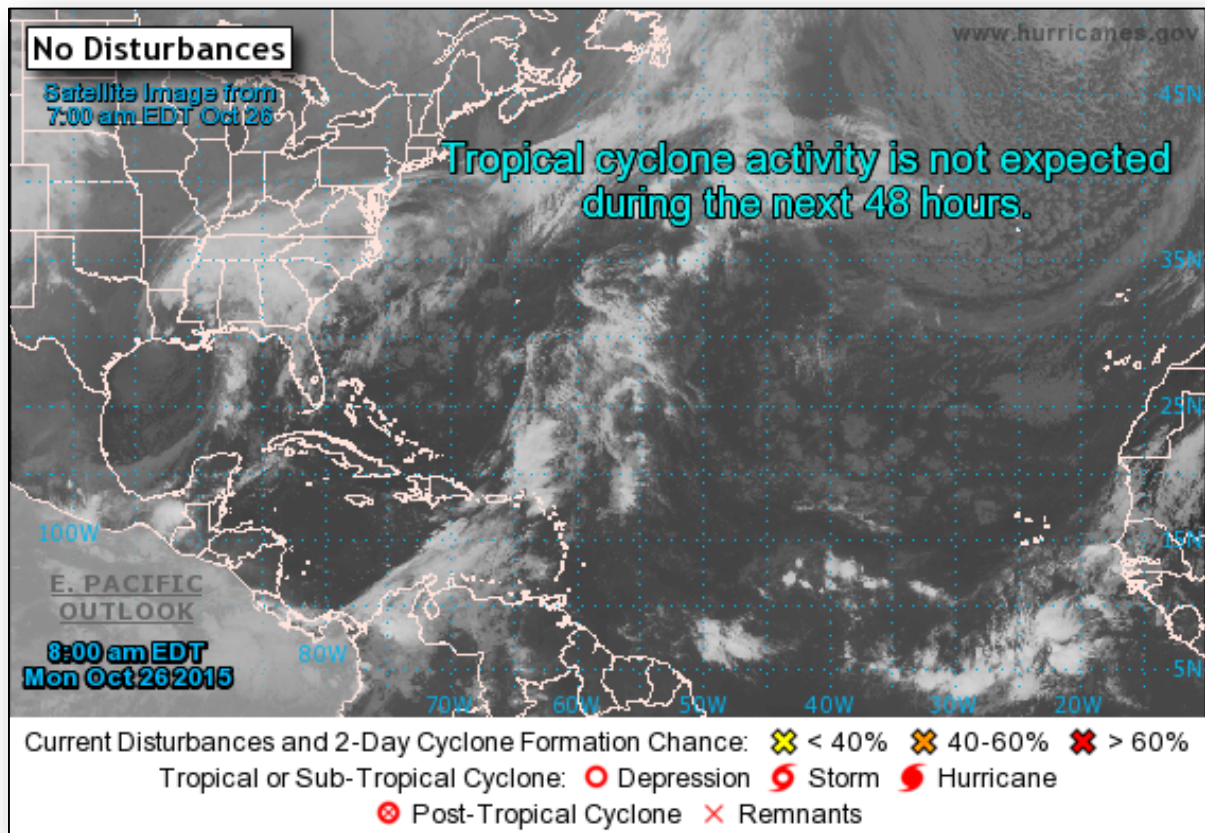 No Disturbances
www.hurricanes.gov
Satellite Image from
7:00 am EDT Oct 26
45N
Tropical cyclone activity is not expected
during the next 48 hours.
35N
25N
100W
15N
E. PACIFIC
OUTLOOK
8:00 am EDT
Mon Oct 26 2015
80W
5N
70W 60W 50W 40W 30W 20W
Current Disturbances and 2-Day Cyclone Formation Chance: < 40% 40-60% > 60%
Tropical or Sub-Tropical Cyclone: Depression Storm Hurricane
Post-Tropical Cyclone Remnants